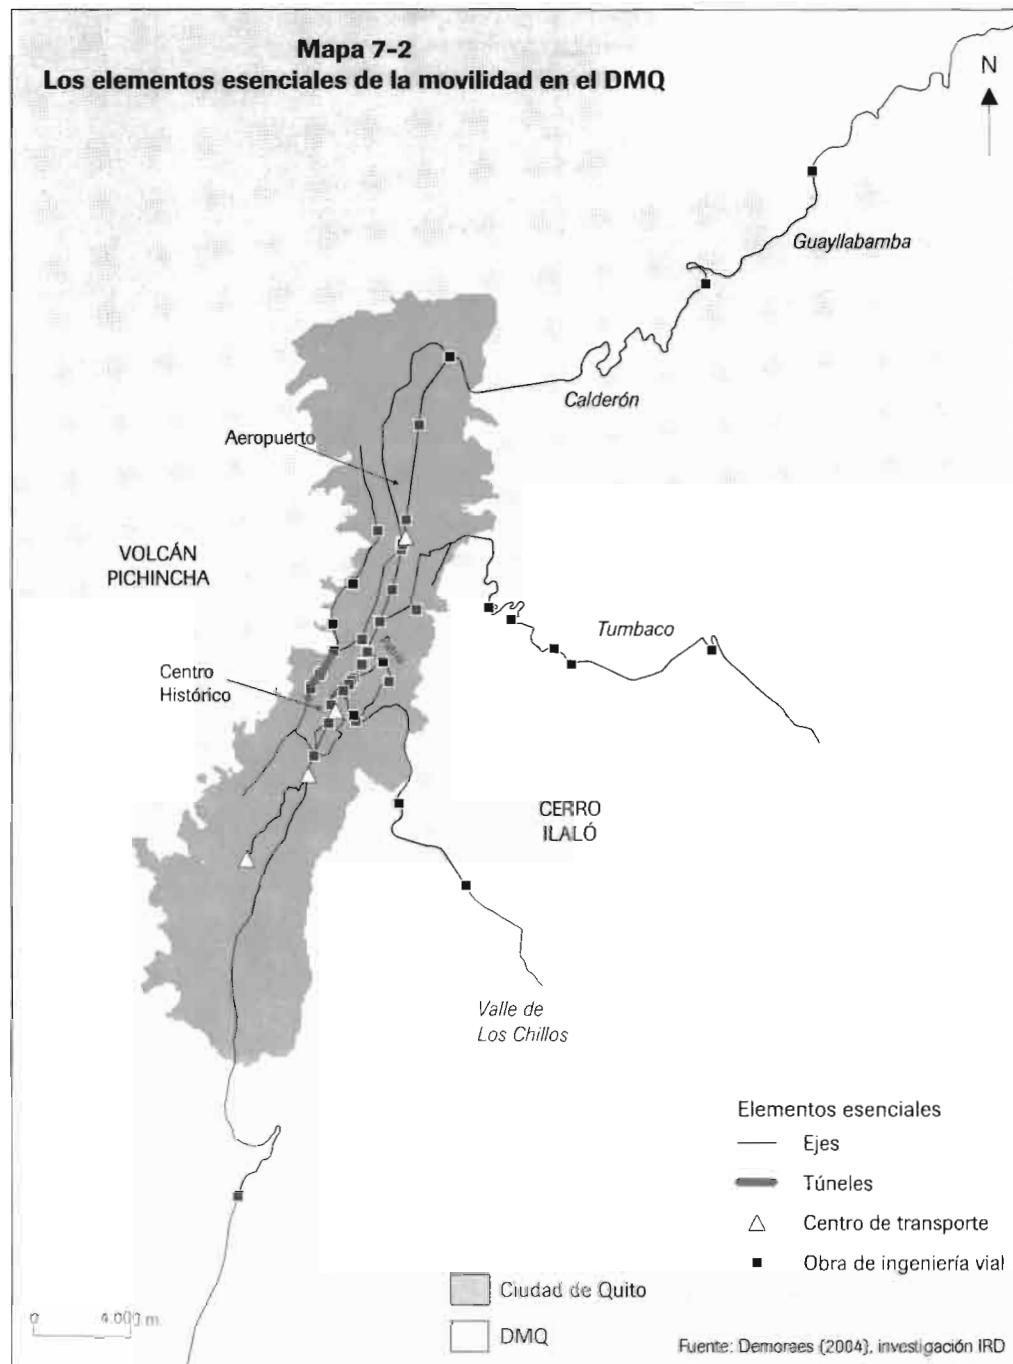 Mapa 7-2
Los elementos esenciales de la movilidad en el DMQ
N
Guayllabamba
Calderón
Aeropuerto
VOLCÁN
PICHINCHA
Tumbaco
Centro
Histórico
CERRO
ILALÓ
Valle de
Los Chillos
Elementos esenciales
Ejes
Túneles
Centro de transporte
Obra de ingeniería vial
Ciudad de Quito
0 4.000 m.
DMQ
Fuente: Demoraes (2004), investigación IRD